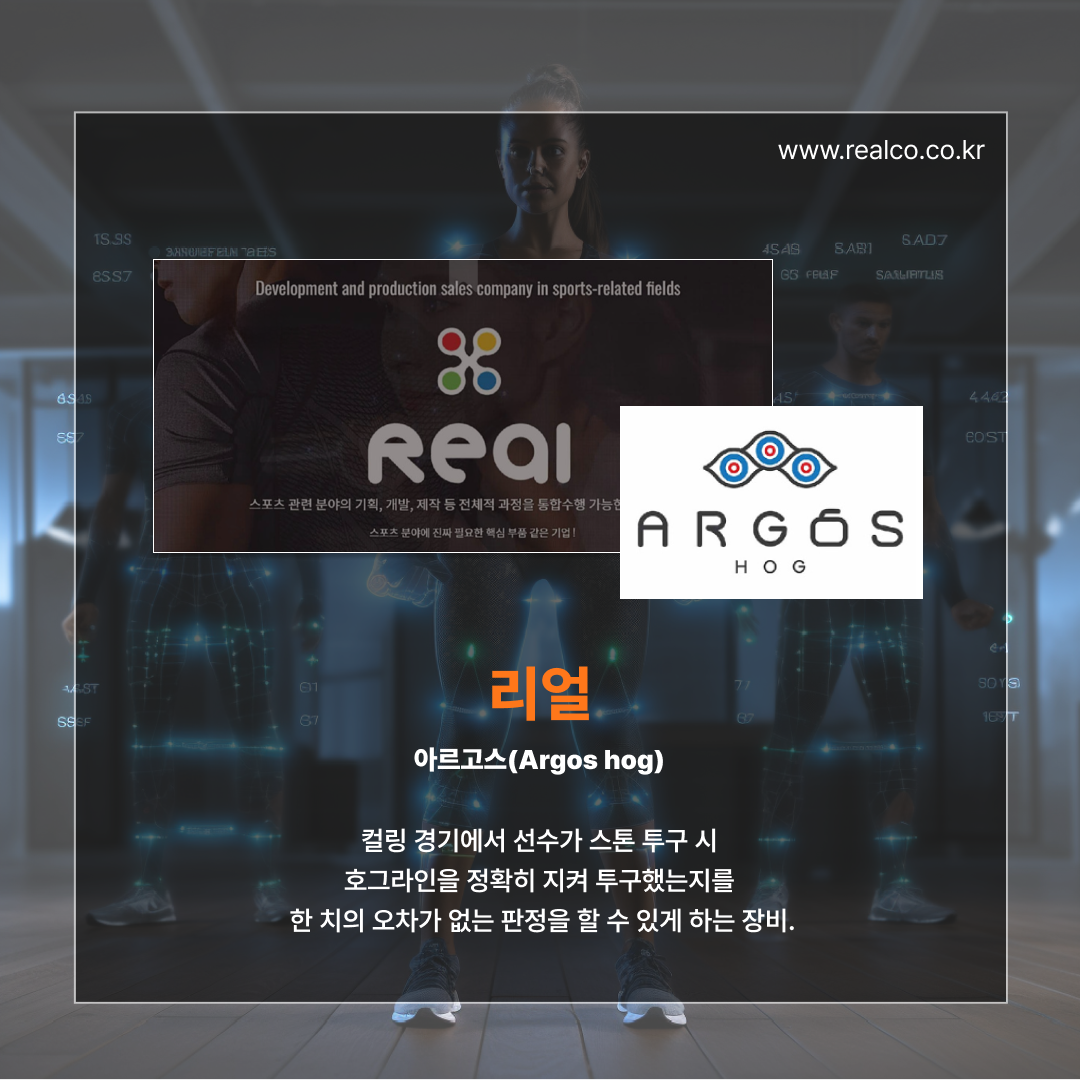 www.realco.co.kr
Development and production sales company in sports-related fields
Real
스포츠 관련 분야의 기획, 개발, 제작 등 전체적 과정을 통합수행 가능한
스포츠 분야에 진짜 필요한 핵심 부품 같은 기업!
ARGOS
HOG
리얼
아르고스(Argos hog)
컬링 경기에서 선수가 스톤 투구 시
호그라인을 정확히 지켜 투구했는지를
한 치의 오차가 없는 판정을 할 수 있게 하는 장비.